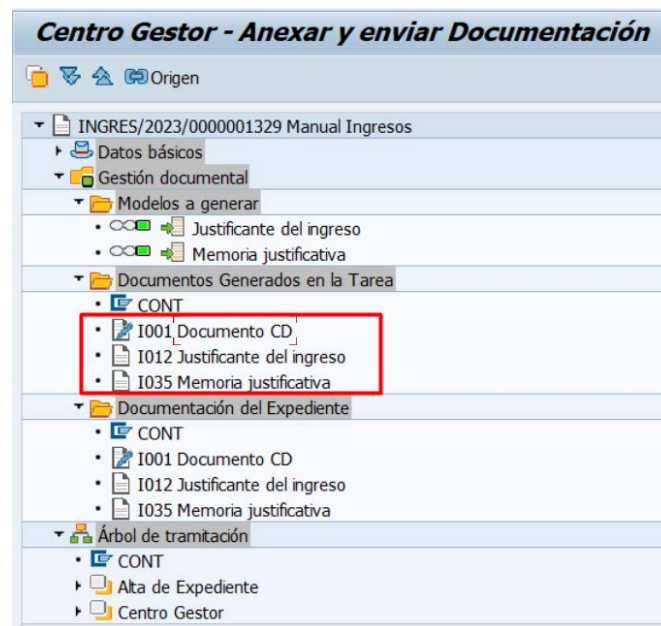 Centro Gestor - Anexar y enviar Documentación
Origen
INGRES/2023/0000001329 Manual Ingresos
Datos básicos
Gestión documental
Modelos a generar
Justificante del ingreso
Memoria justificativa
Documentos Generados en la Tarea
CONT
I001 Documento CD
I012 Justificante del ingreso
I035 Memoria justificativa
Documentación del Expediente
CONT
I001 Documento CD
I012 Justificante del ingreso
I035 Memoria justificativa
Árbol de tramitación
CONT
Alta de Expediente
Centro Gestor